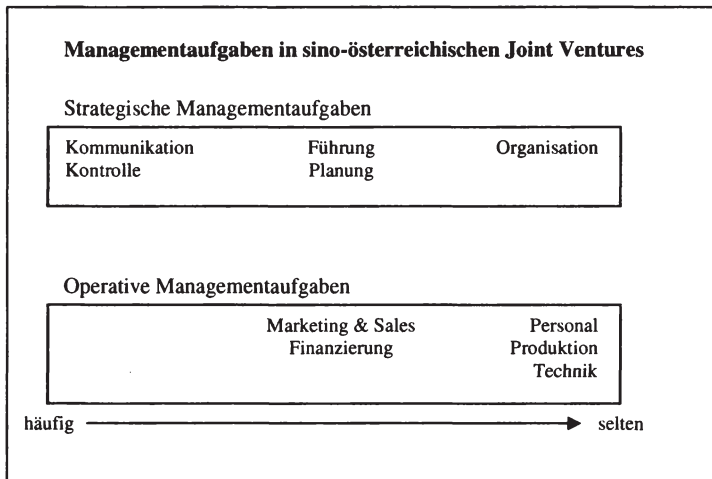 Managementaufgaben in sino-österreichischen Joint Ventures
Strategische Managementaufgaben
Kommunikation Führung Organisation
Kontrolle Planung
Operative Managementaufgaben
Marketing & Sales Personal
Finanzierung Produktion
Technik
häufig selten